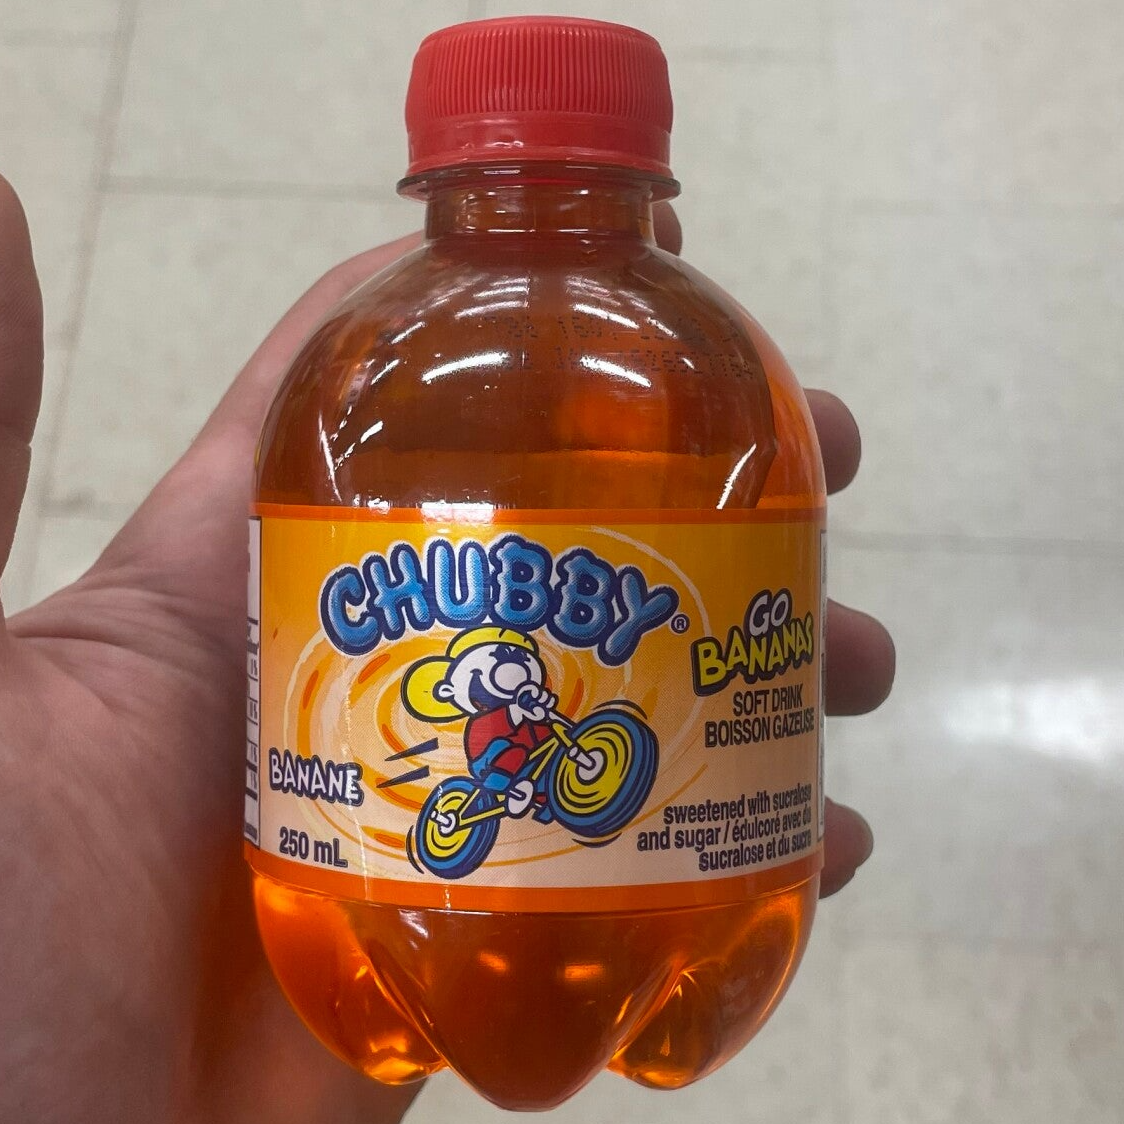 CHUBBY®
GO
BANANAS
SOFT DRINK
BOISSON GAZEUSE
BANANE
250 mL
sweetened with sucralose
and sugar / édulcoré avec du
sucralose et du sucre